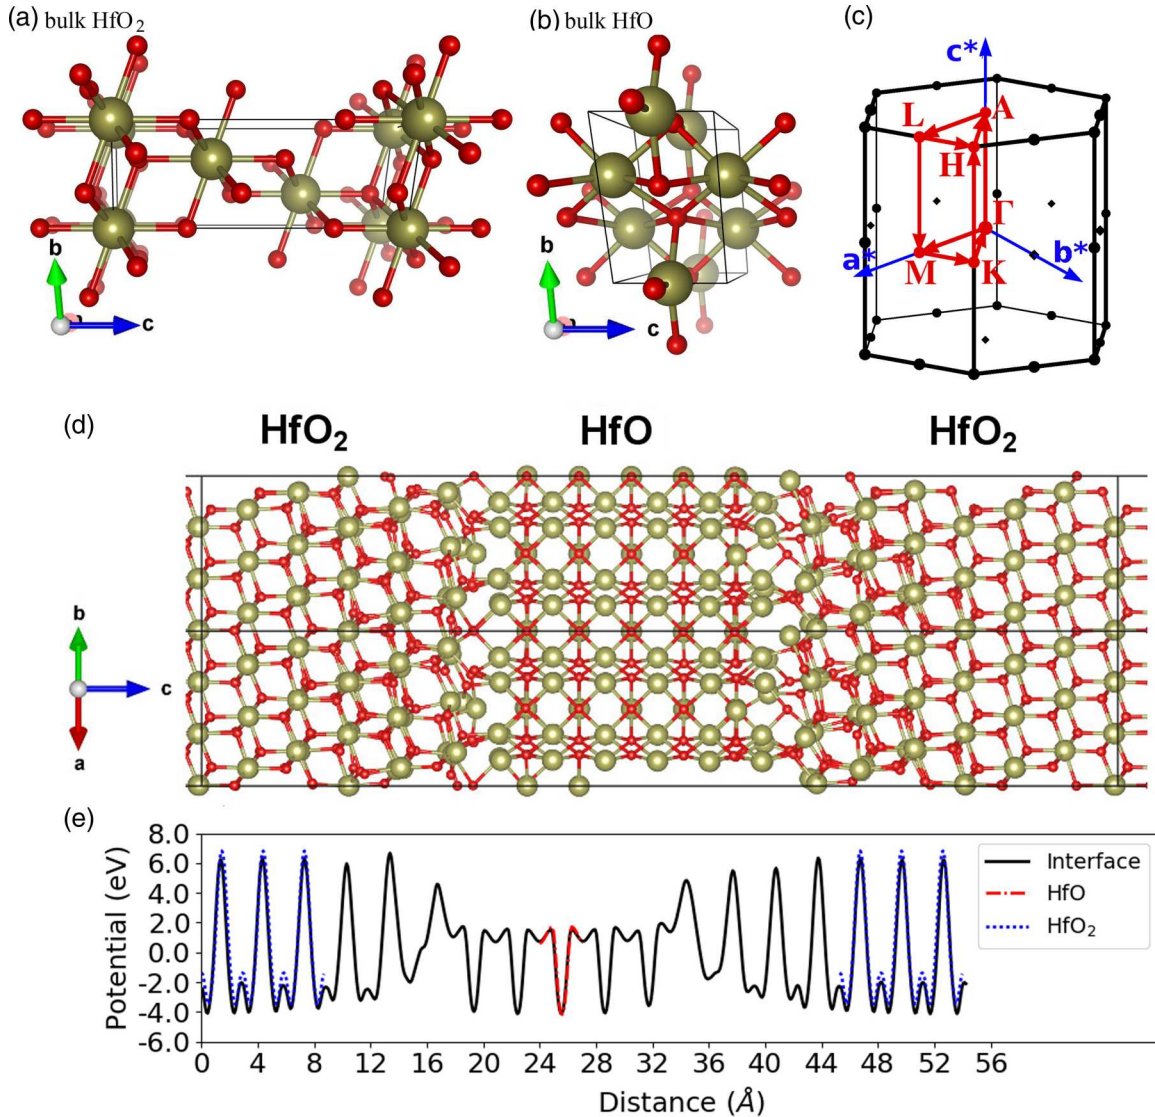 (a) bulk HfO₂
(b) bulk HfO
(c)
c*
L
A
H
Γ
a*
M
K
b*
b
c
b
c
(d)
HfO₂
HfO
HfO₂
b
c
a
(e)
8.0
6.0
4.0
2.0
0.0
-2.0
-4.0
-6.0
Potential (eV)
Interface
HfO
HfO₂
0 4 8 12 16 20 24 28 32 36 40 44 48 52 56
Distance (Å)